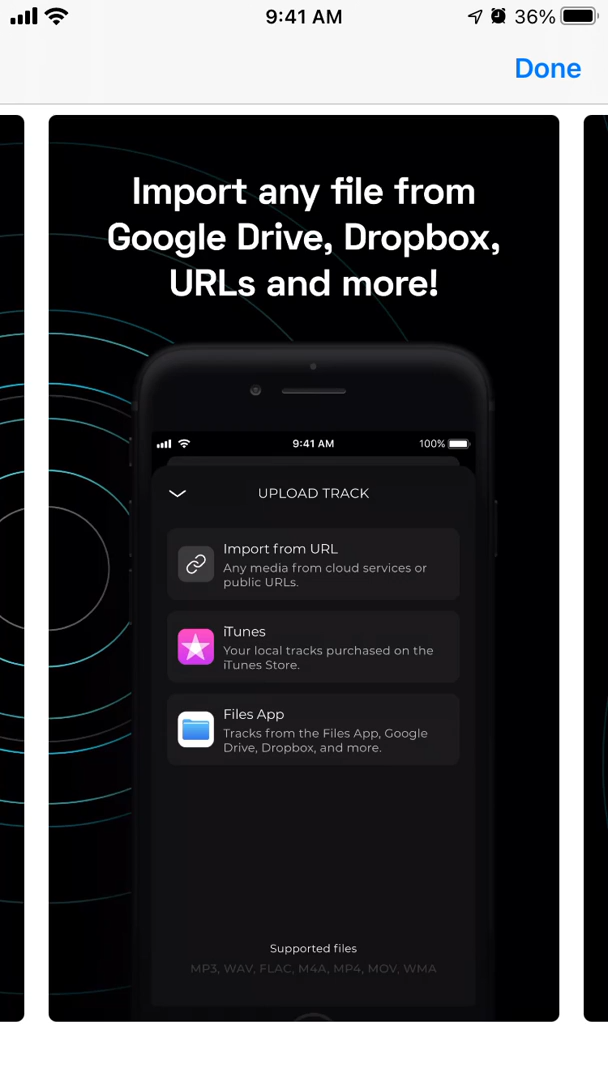 9:41 AM
36%
Done
Import any file from
Google Drive, Dropbox,
URLs and more!
9:41 AM
100%
UPLOAD TRACK
Import from URL
Any media from cloud services or
public URLs.
iTunes
Your local tracks purchased on the
iTunes Store.
Files App
Tracks from the Files App, Google
Drive, Dropbox, and more.
Supported files
MP3, WAV, FLAC, M4A, MP4, MOV, WMA